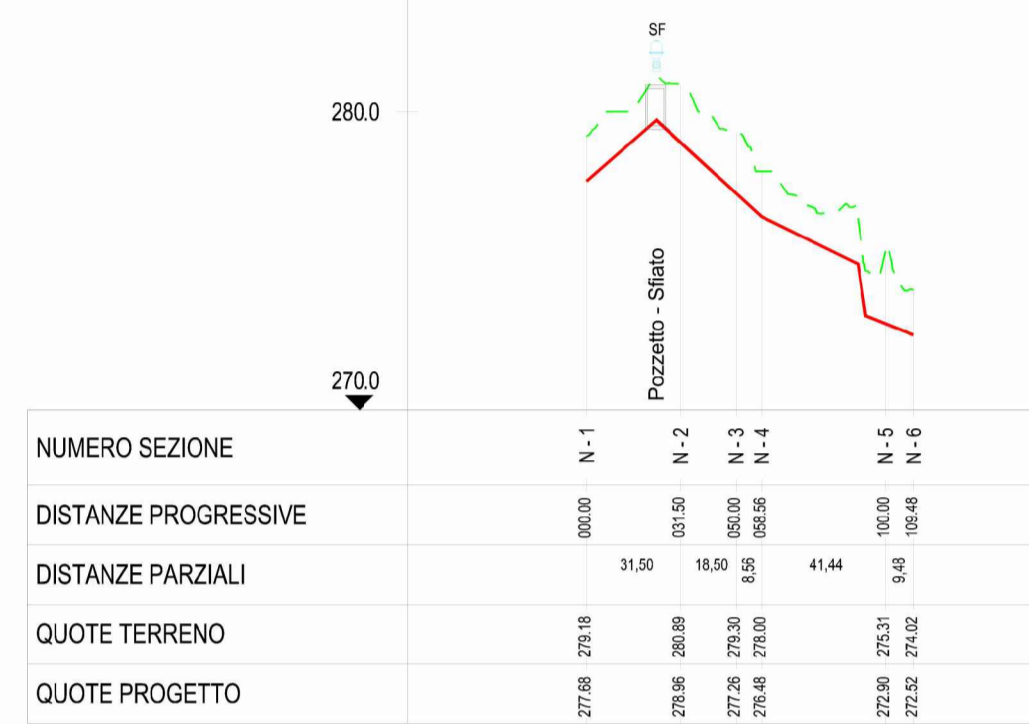 SF
280.0
Pozzetto - Sfiato
270.0
NUMERO SEZIONE N - 1 N - 2 N - 3 N - 4 N - 5 N - 6
DISTANZE PROGRESSIVE 000.00 031.50 050.00 058.56 100.00 109.48
DISTANZE PARZIALI 31,50 18,50 8,56 41,44 9,48
QUOTE TERRENO 279.18 280.89 279.30 278.00 275.31 274.02
QUOTE PROGETTO 277.68 278.96 277.26 276.48 272.90 272.52